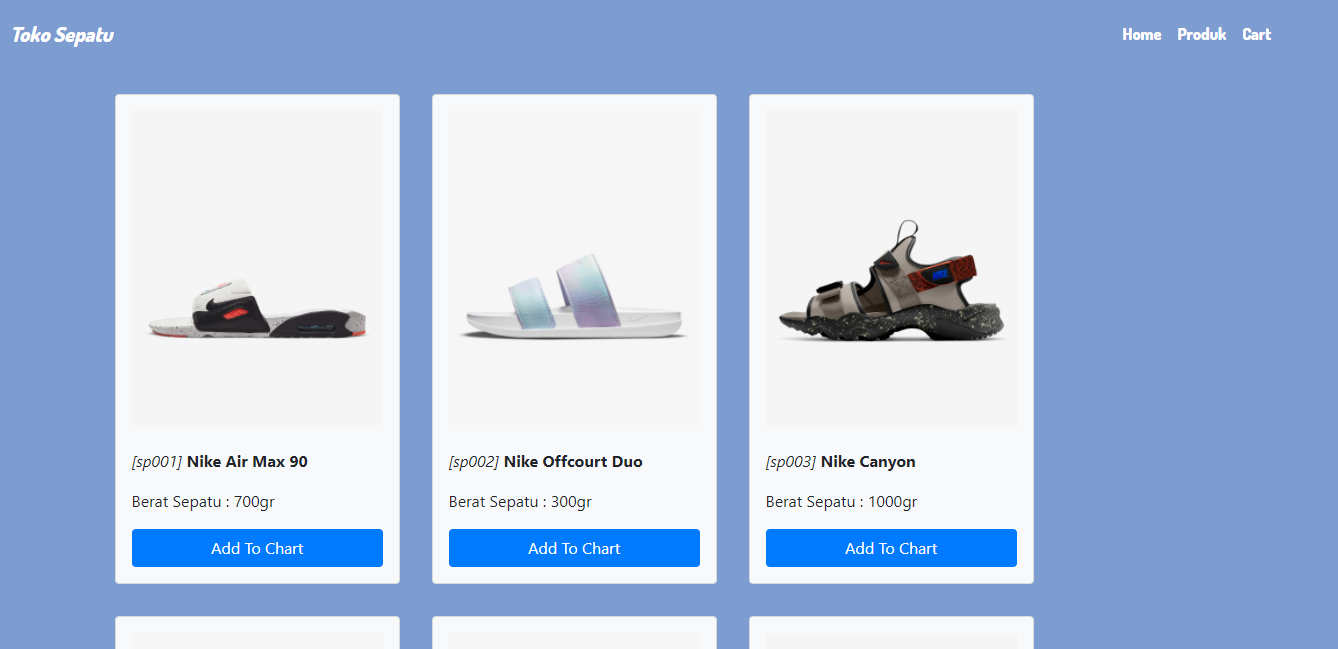 Toko Sepatu
Home Produk Cart
[sp001] Nike Air Max 90
Berat Sepatu : 700gr
Add To Chart
[sp002] Nike Offcourt Duo
Berat Sepatu : 300gr
Add To Chart
[sp003] Nike Canyon
Berat Sepatu : 1000gr
Add To Chart